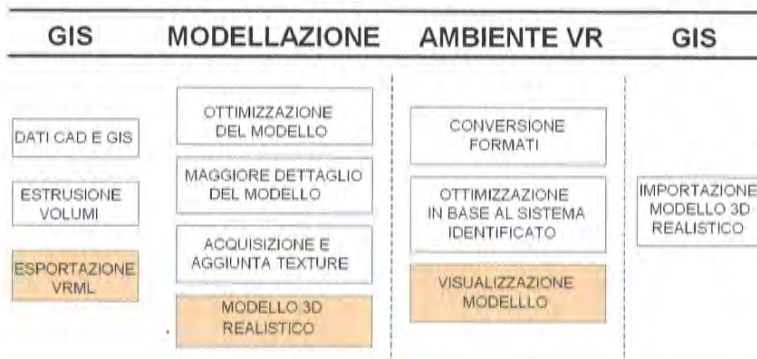 GIS
MODELLAZIONE
AMBIENTE VR
GIS
DATI CAD E GIS
ESTRUSIONE
VOLUMI
ESPORTAZIONE
VRML
OTTIMIZZAZIONE
DEL MODELLO
MAGGIORE DETTAGLIO
DEL MODELLO
ACQUISIZIONE E
AGGIUNTA TEXTURE
MODELLO 3D
REALISTICO
CONVERSIONE
FORMATI
OTTIMIZZAZIONE
IN BASE AL SISTEMA
IDENTIFICATO
VISUALIZZAZIONE
MODELLLO
IMPORTAZIONE
MODELLO 3D
REALISTICO